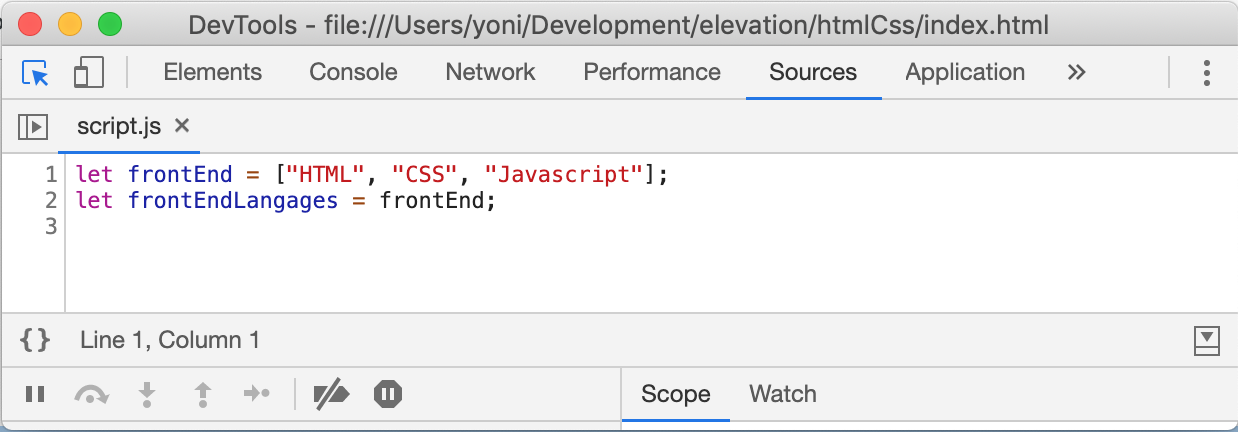 DevTools - file:///Users/yoni/Development/elevation/htmlCss/index.html
Elements Console Network Performance Sources Application »
script.js ×
1 let frontEnd = ["HTML", "CSS", "Javascript"];
2 let frontEndLangages = frontEnd;
3
{} Line 1, Column 1
Scope Watch